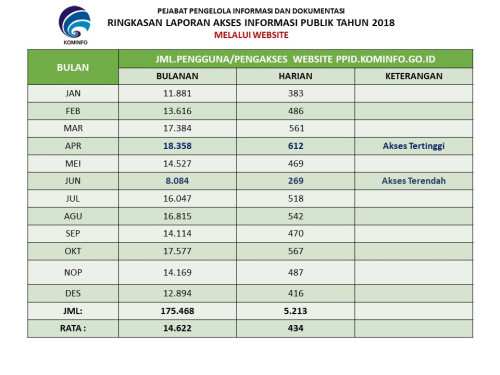 PEJABAT PENGELOLA INFORMASI DAN DOKUMENTASI
RINGKASAN LAPORAN AKSES INFORMASI PUBLIK TAHUN 2018
MELALUI WEBSITE
KOMINFO
BULAN JML.PENGGUNA/PENGAKSES WEBSITE PPID.KOMINFO.GO.ID
BULANAN HARIAN KETERANGAN
JAN 11.881 383
FEB 13.616 486
MAR 17.384 561
APR 18.358 612 Akses Tertinggi
MEI 14.527 469
JUN 8.084 269 Akses Terendah
JUL 16.047 518
AGU 16.815 542
SEP 14.114 470
OKT 17.577 567
NOP 14.169 487
DES 12.894 416
JML: 175.468 5.213
RATA : 14.622 434